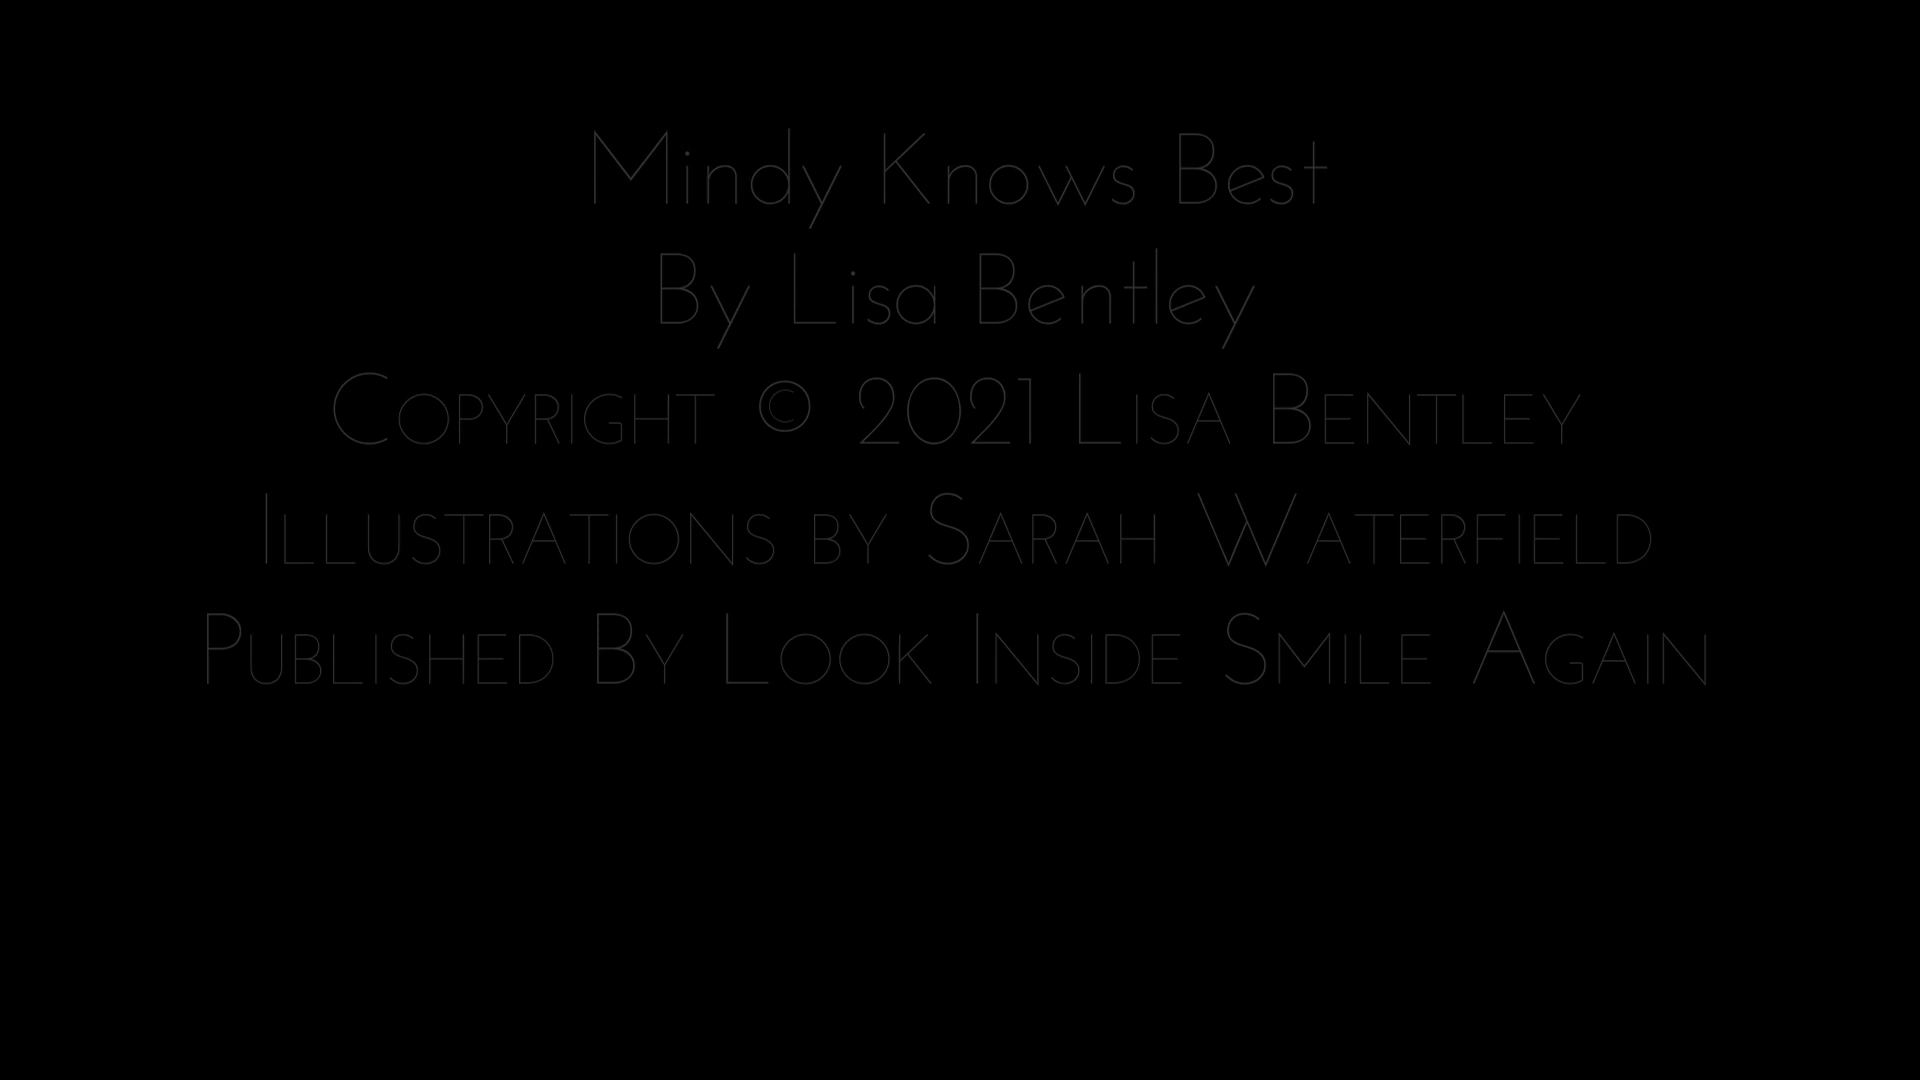 Mindy Knows Best
By Lisa Bentley
Copyright © 2021 Lisa Bentley
Illustrations by Sarah Waterfield
Published By Look Inside Smile Again